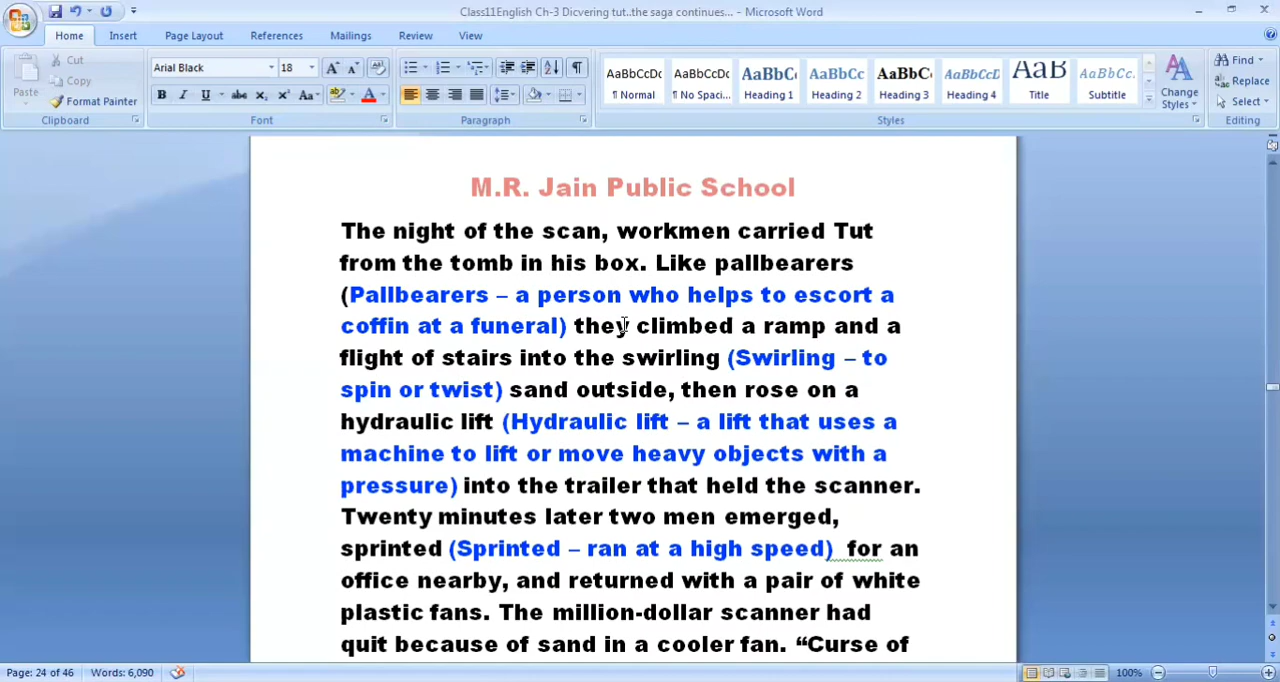 Class11English Ch-3 Dicvering tut..the saga continues... - Microsoft Word
Home Insert Page Layout References Mailings Review View
Cut Arial Black 18 Find
Copy AaBbCcDc AaBbCcDc AaBbC AaBbCc AaBbC AaBbCcD AaB AaBbCc. Replace
Paste Format Painter ¶ Normal ¶ No Spaci... Heading 1 Heading 2 Heading 3 Heading 4 Title Subtitle Change Styles Select
Clipboard Font Paragraph Styles Editing
M.R. Jain Public School
The night of the scan, workmen carried Tut
from the tomb in his box. Like pallbearers
(Pallbearers – a person who helps to escort a
coffin at a funeral) they climbed a ramp and a
flight of stairs into the swirling (Swirling – to
spin or twist) sand outside, then rose on a
hydraulic lift (Hydraulic lift – a lift that uses a
machine to lift or move heavy objects with a
pressure) into the trailer that held the scanner.
Twenty minutes later two men emerged,
sprinted (Sprinted – ran at a high speed) for an
office nearby, and returned with a pair of white
plastic fans. The million-dollar scanner had
quit because of sand in a cooler fan. “Curse of
Page: 24 of 46 Words: 6,090 100%